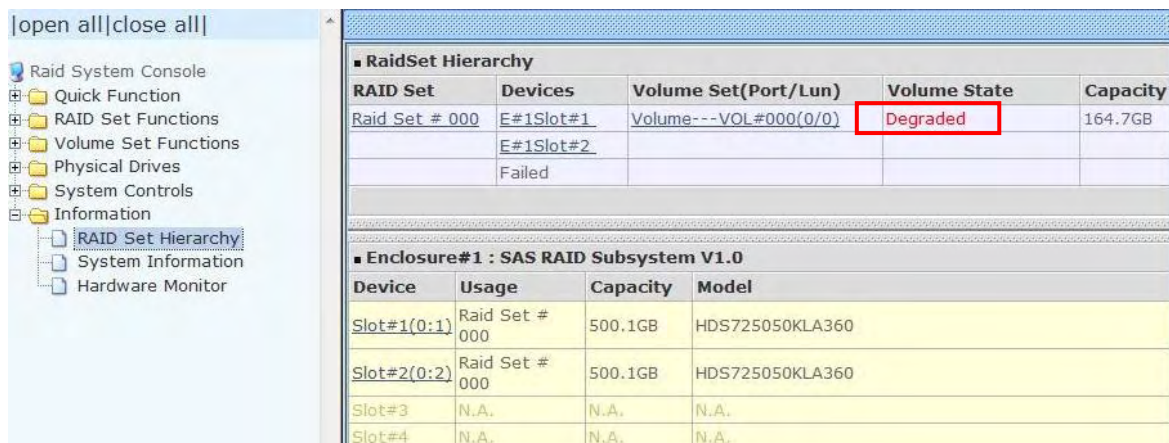 |open all|close all|
Raid System Console
Quick Function
RAID Set Functions
Volume Set Functions
Physical Drives
System Controls
Information
RAID Set Hierarchy
System Information
Hardware Monitor
RaidSet Hierarchy
RAID Set Devices Volume Set(Port/Lun) Volume State Capacity
Raid Set # 000 E#1Slot#1 Volume---VOL#000(0/0) Degraded 164.7GB
E#1Slot#2
Failed
Enclosure#1 : SAS RAID Subsystem V1.0
Device Usage Capacity Model
Slot#1(0:1) Raid Set # 000 500.1GB HDS725050KLA360
Slot#2(0:2) Raid Set # 000 500.1GB HDS725050KLA360
Slot#3 N.A. N.A. N.A.
Slot#4 N.A. N.A. N.A.